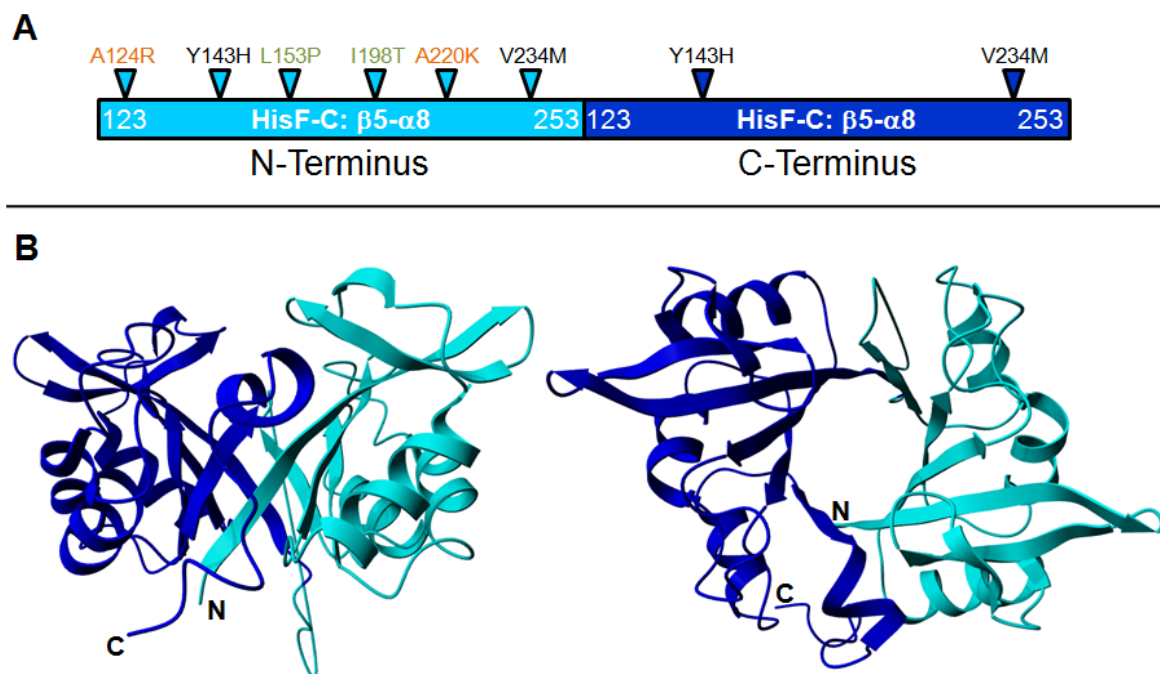 A
A124R Y143H L153P I198T A220K V234M Y143H V234M
123 HisF-C: β5-α8 253 123 HisF-C: β5-α8 253
N-Terminus C-Terminus
B
N
N
C
C